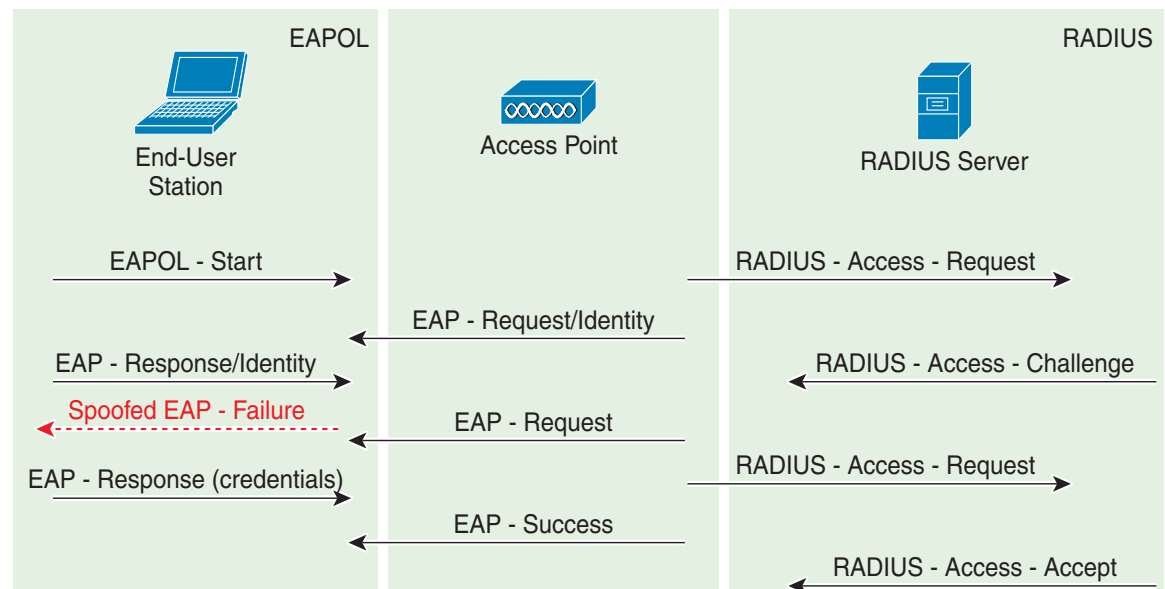 EAPOL
RADIUS
End-User
Station
Access Point
RADIUS Server
EAPOL - Start
RADIUS - Access - Request
EAP - Request/Identity
EAP - Response/Identity
RADIUS - Access - Challenge
Spoofed EAP - Failure
EAP - Request
EAP - Response (credentials)
RADIUS - Access - Request
EAP - Success
RADIUS - Access - Accept